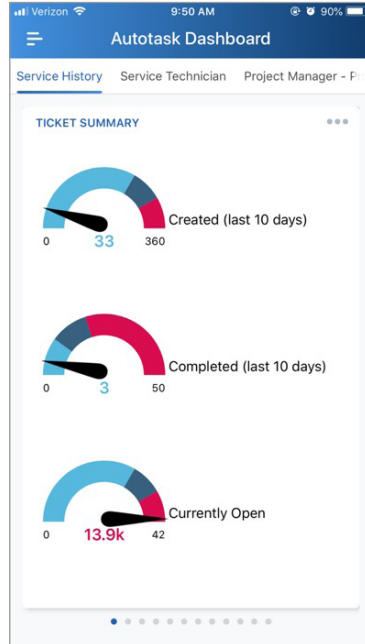 Verizon 9:50 AM 90%
Autotask Dashboard
Service History Service Technician Project Manager - P
TICKET SUMMARY
Created (last 10 days)
0 33 360
Completed (last 10 days)
0 3 50
Currently Open
0 13.9k 42